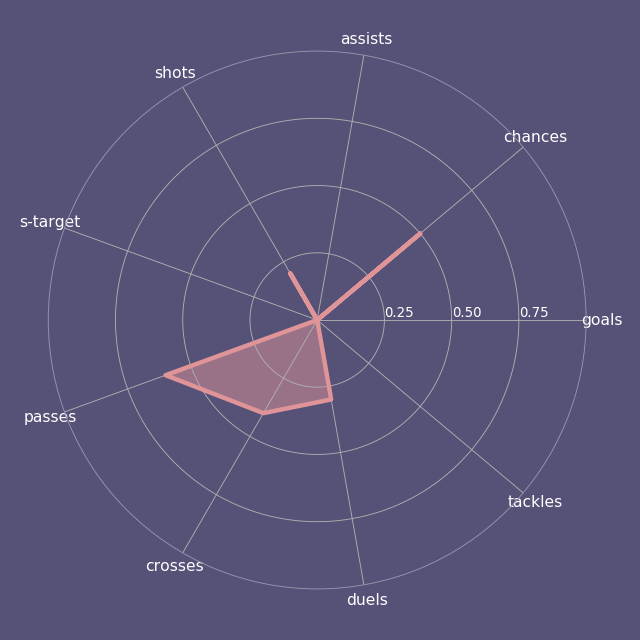 assists
shots
chances
s-target
0.25 0.50 0.75 goals
passes
tackles
crosses
duels